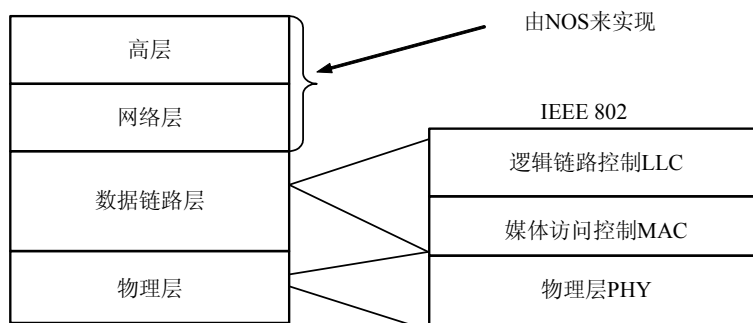 高层
网络层
数据链路层
物理层
由NOS来实现
IEEE 802
逻辑链路控制LLC
媒体访问控制MAC
物理层PHY